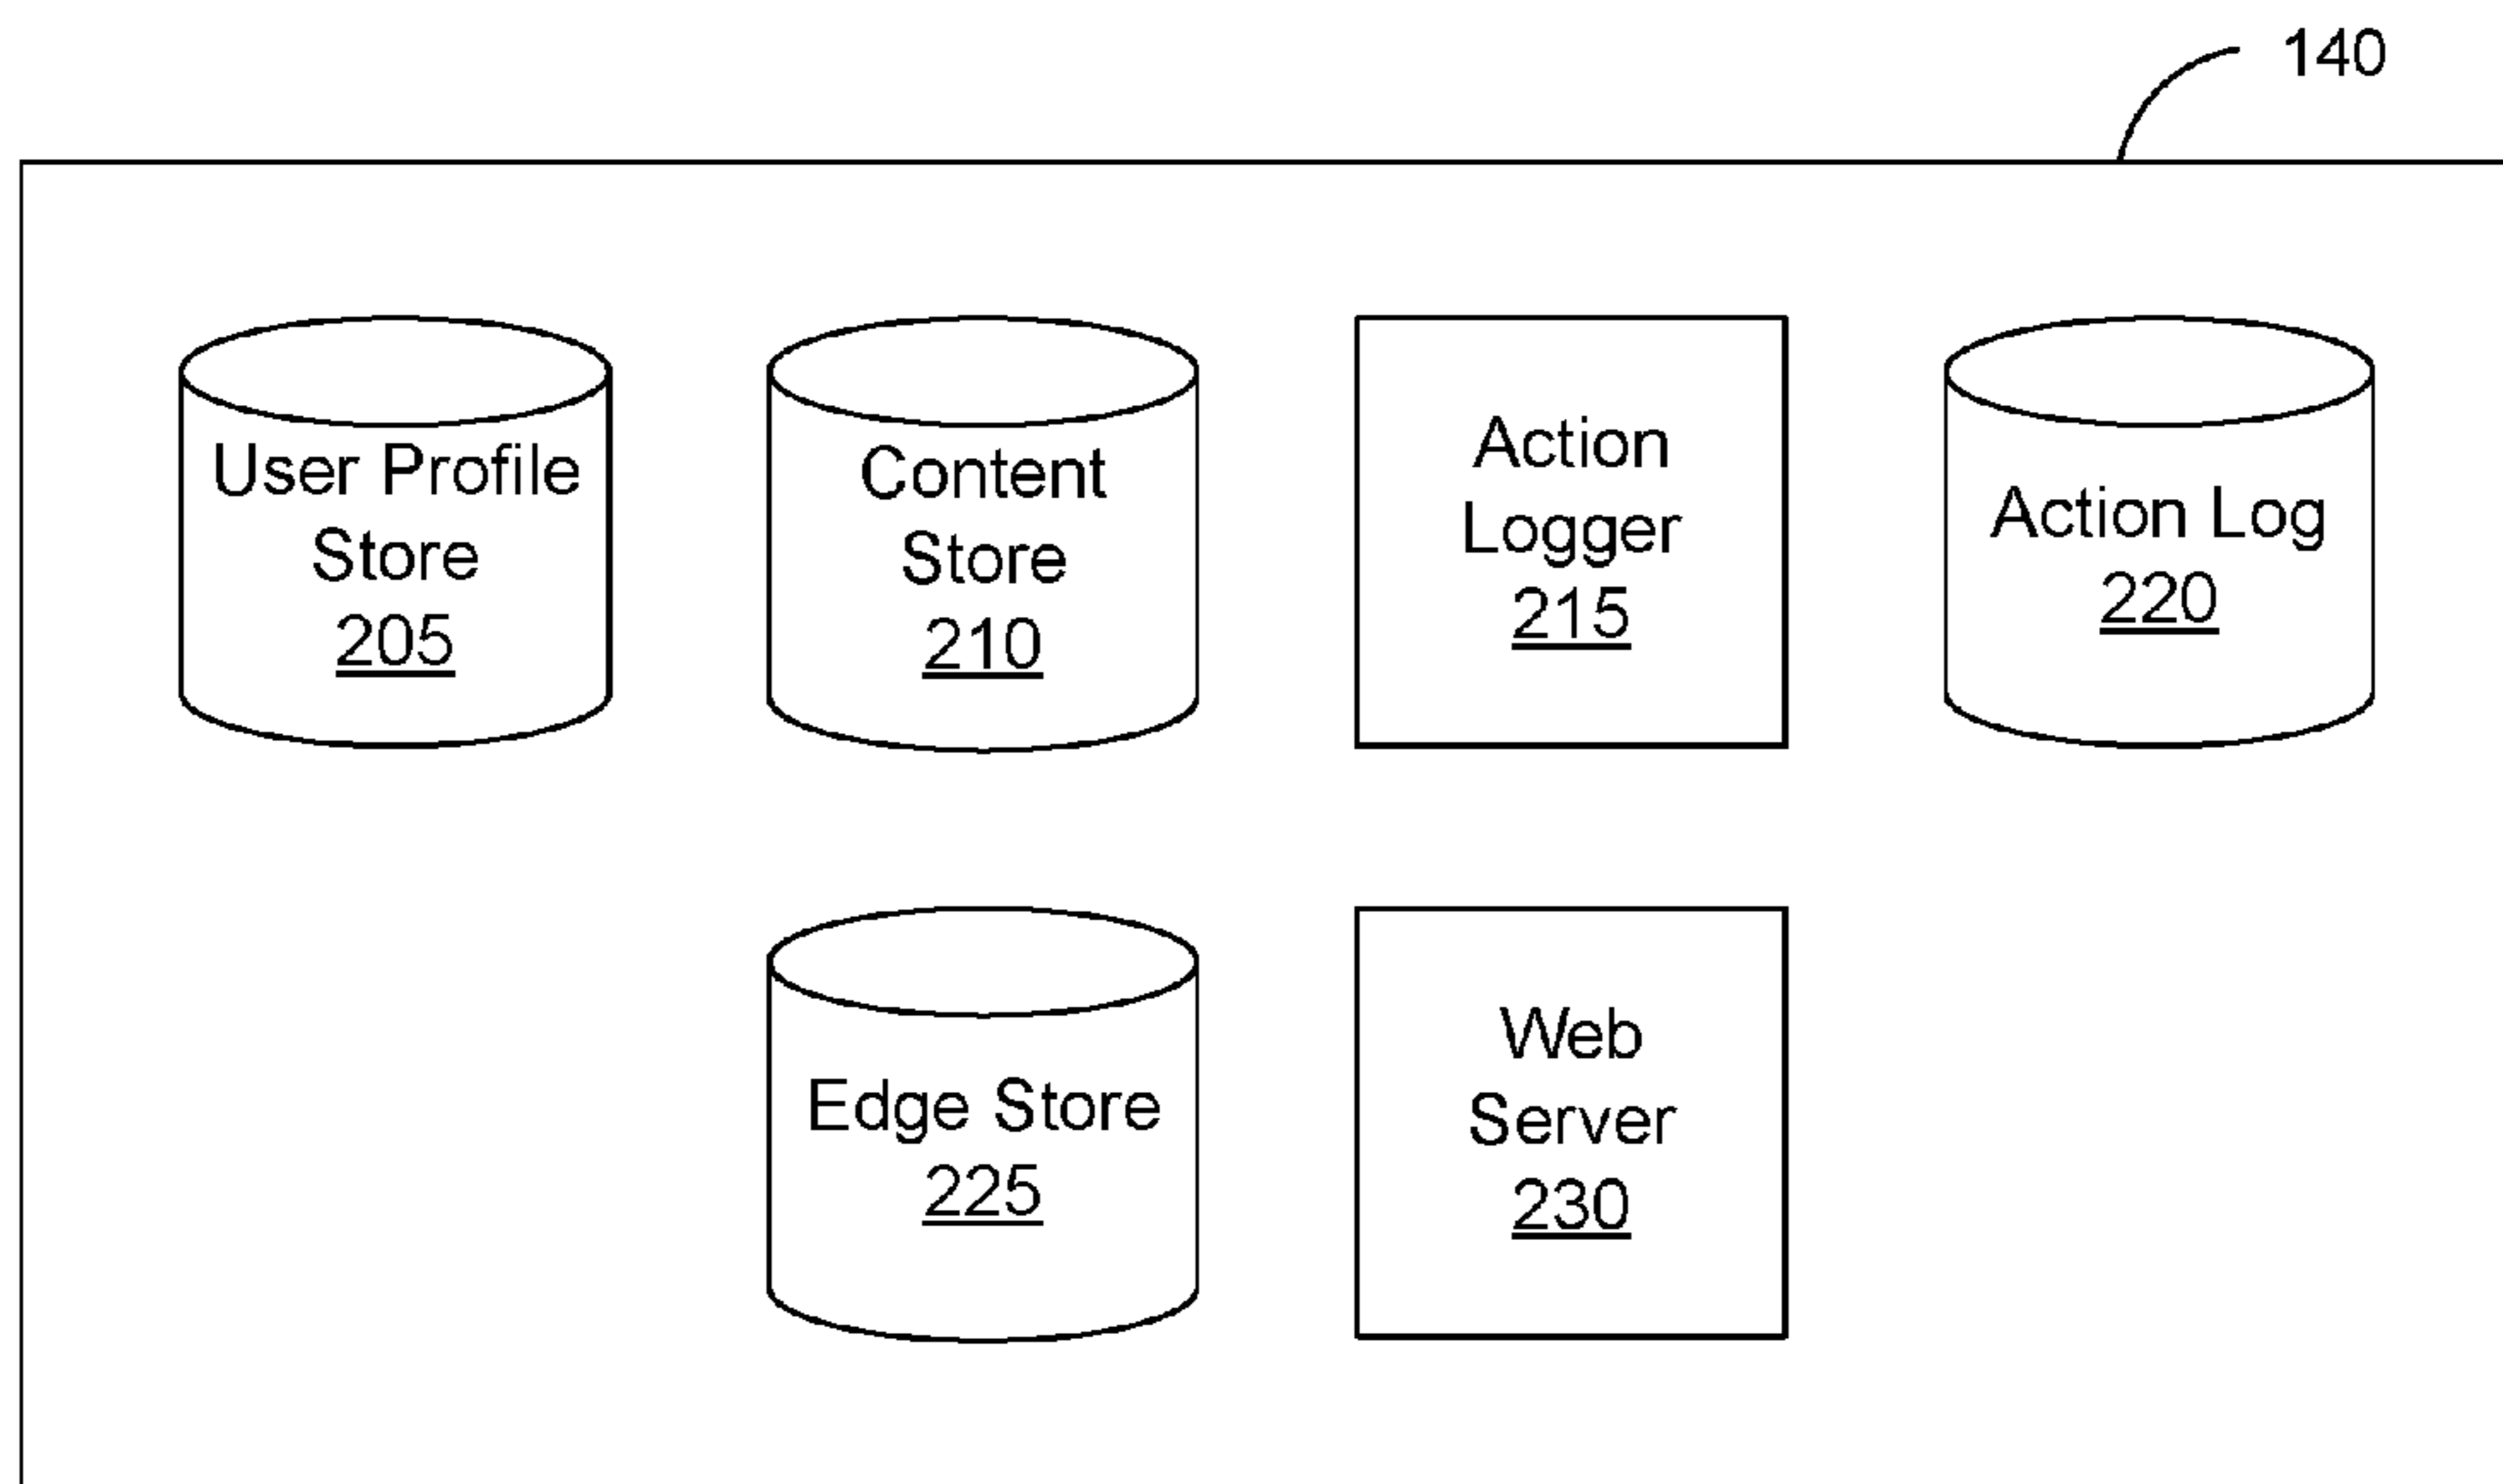 140
User Profile
Store
205
Content
Store
210
Action
Logger
215
Action Log
220
Edge Store
225
Web
Server
230